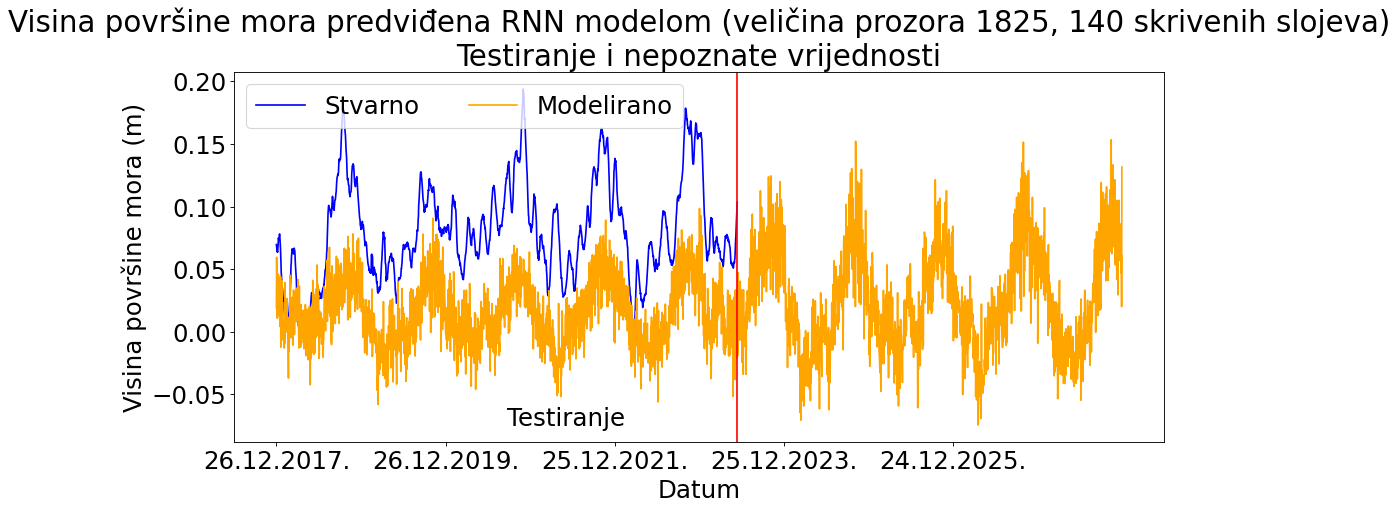 Visina površine mora predviđena RNN modelom (veličina prozora 1825, 140 skrivenih slojeva)
Testiranje i nepoznate vrijednosti
Stvarno Modelirano
Visina površine mora (m)
0.20
0.15
0.10
0.05
0.00
−0.05
Testiranje
26.12.2017. 26.12.2019. 25.12.2021. 25.12.2023. 24.12.2025.
Datum